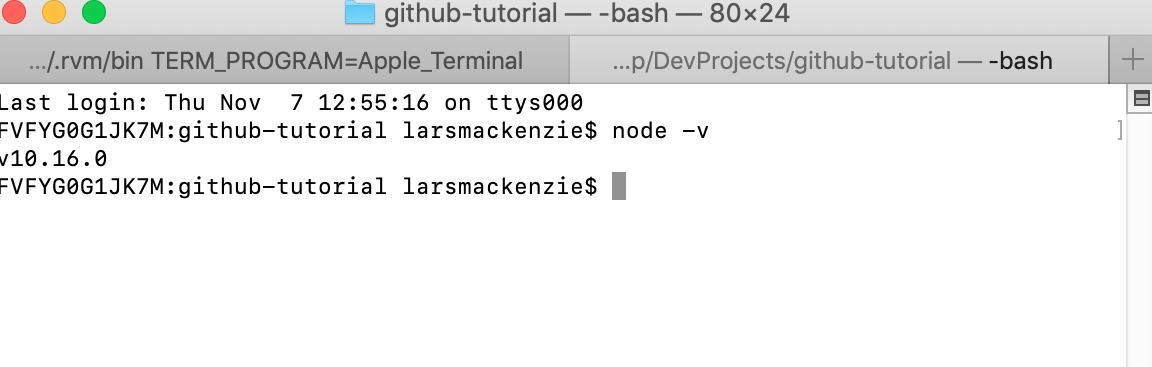 github-tutorial — -bash — 80×24
.../.rvm/bin TERM_PROGRAM=Apple_Terminal
...p/DevProjects/github-tutorial — -bash
Last login: Thu Nov  7 12:55:16 on ttys000
FVFYG0G1JK7M:github-tutorial larsmackenzie$ node -v
v10.16.0
FVFYG0G1JK7M:github-tutorial larsmackenzie$